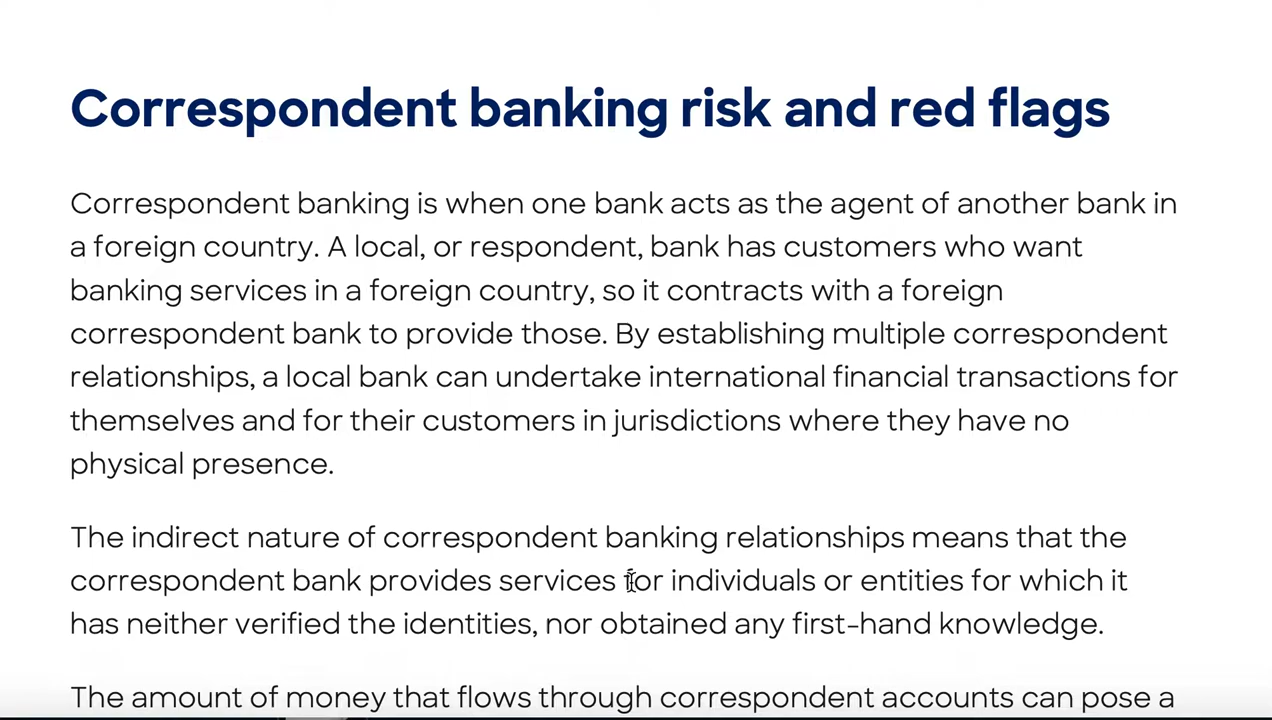 Correspondent banking risk and red flags
Correspondent banking is when one bank acts as the agent of another bank in
a foreign country. A local, or respondent, bank has customers who want
banking services in a foreign country, so it contracts with a foreign
correspondent bank to provide those. By establishing multiple correspondent
relationships, a local bank can undertake international financial transactions for
themselves and for their customers in jurisdictions where they have no
physical presence.
The indirect nature of correspondent banking relationships means that the
correspondent bank provides services for individuals or entities for which it
has neither verified the identities, nor obtained any first-hand knowledge.
The amount of money that flows through correspondent accounts can pose a